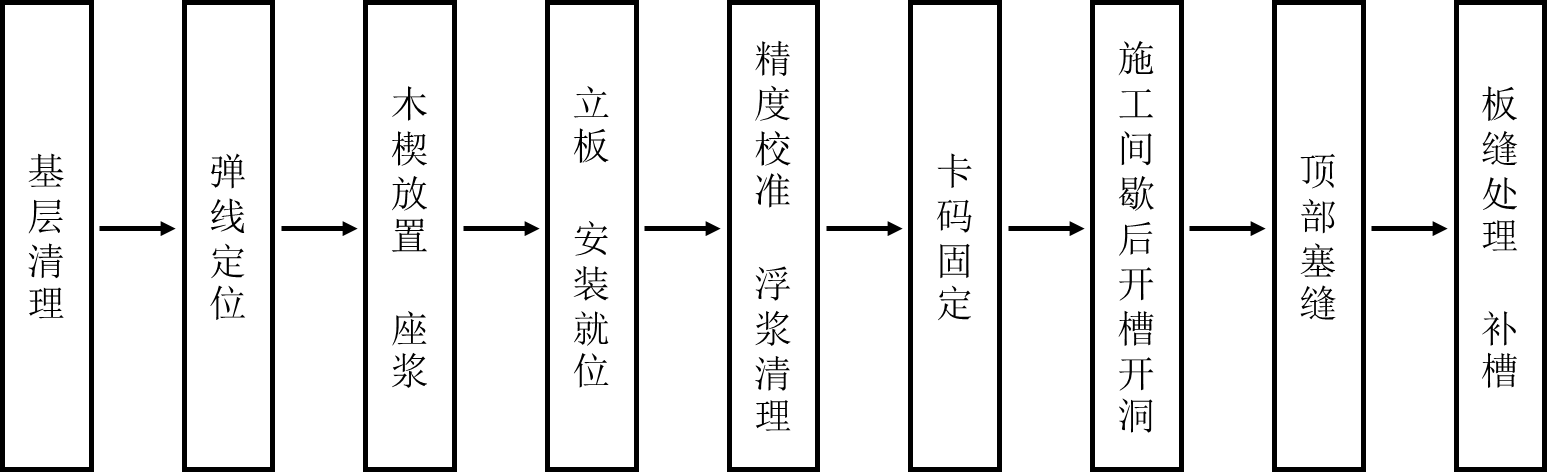 基层清理
弹线定位
木楔放置 座浆
立板 安装就位
精度校准 浮浆清理
卡码固定
施工间歇后开槽开洞
顶部塞缝
板缝处理 补槽